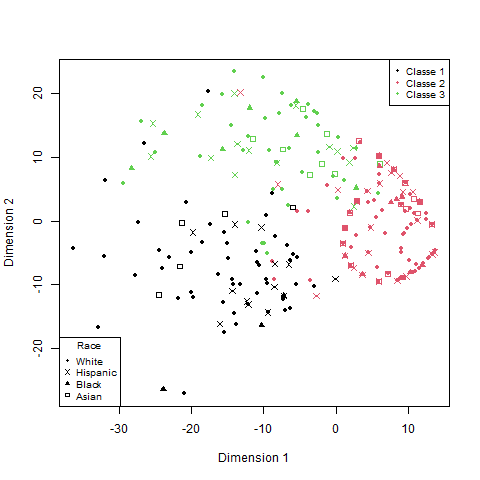 Classe 1
Classe 2
Classe 3
Dimension 2
20
10
0
-10
-20
Race
White
Hispanic
Black
Asian
-30
-20
-10
0
10
Dimension 1